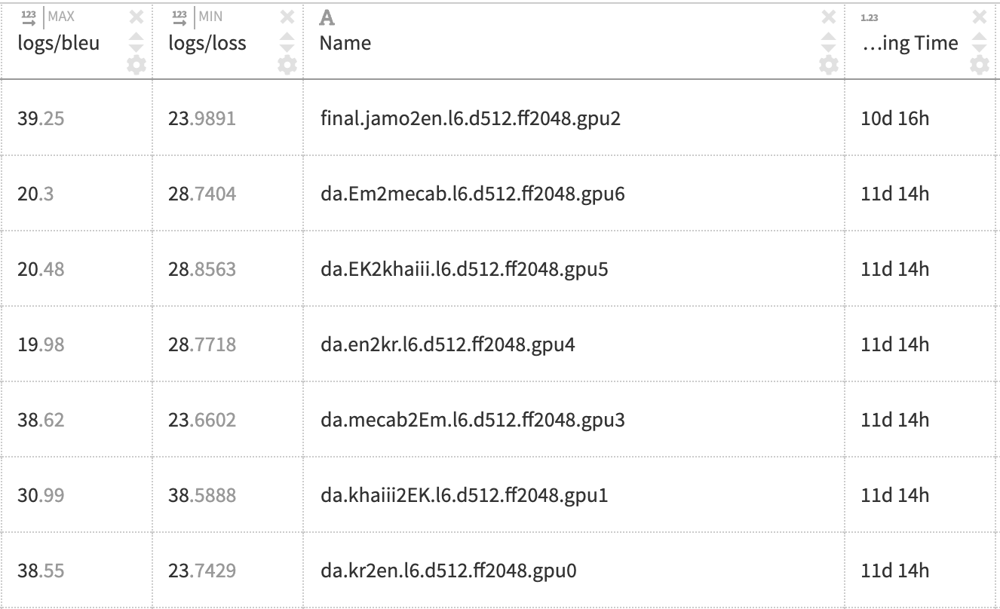 123 MAX 123 MIN A 1.23
logs/bleu logs/loss Name ...ing Time
39.25 23.9891 final.jamo2en.l6.d512.ff2048.gpu2 10d 16h
20.3 28.7404 da.Em2mecab.l6.d512.ff2048.gpu6 11d 14h
20.48 28.8563 da.EK2khaiii.l6.d512.ff2048.gpu5 11d 14h
19.98 28.7718 da.en2kr.l6.d512.ff2048.gpu4 11d 14h
38.62 23.6602 da.mecab2Em.l6.d512.ff2048.gpu3 11d 14h
30.99 38.5888 da.khaiii2EK.l6.d512.ff2048.gpu1 11d 14h
38.55 23.7429 da.kr2en.l6.d512.ff2048.gpu0 11d 14h